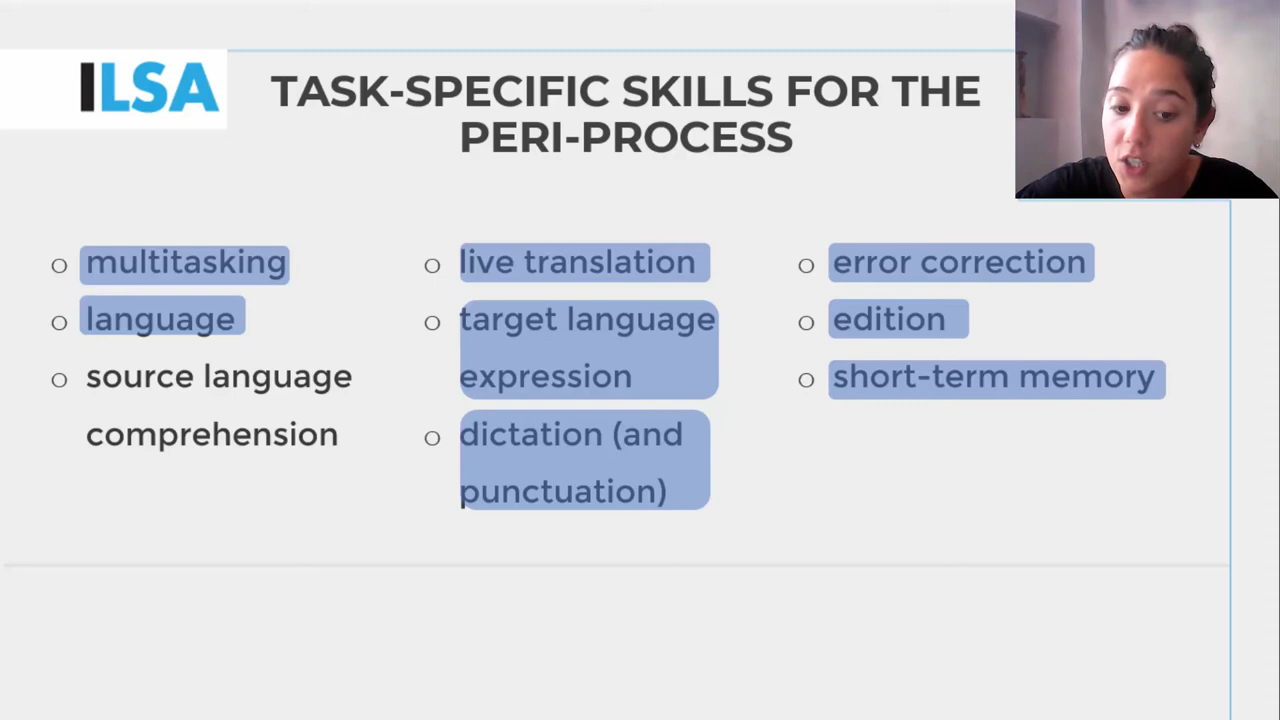 ILSA
TASK-SPECIFIC SKILLS FOR THE
PERI-PROCESS
multitasking
language
source language
comprehension
live translation
target language
expression
dictation (and
punctuation)
error correction
edition
short-term memory